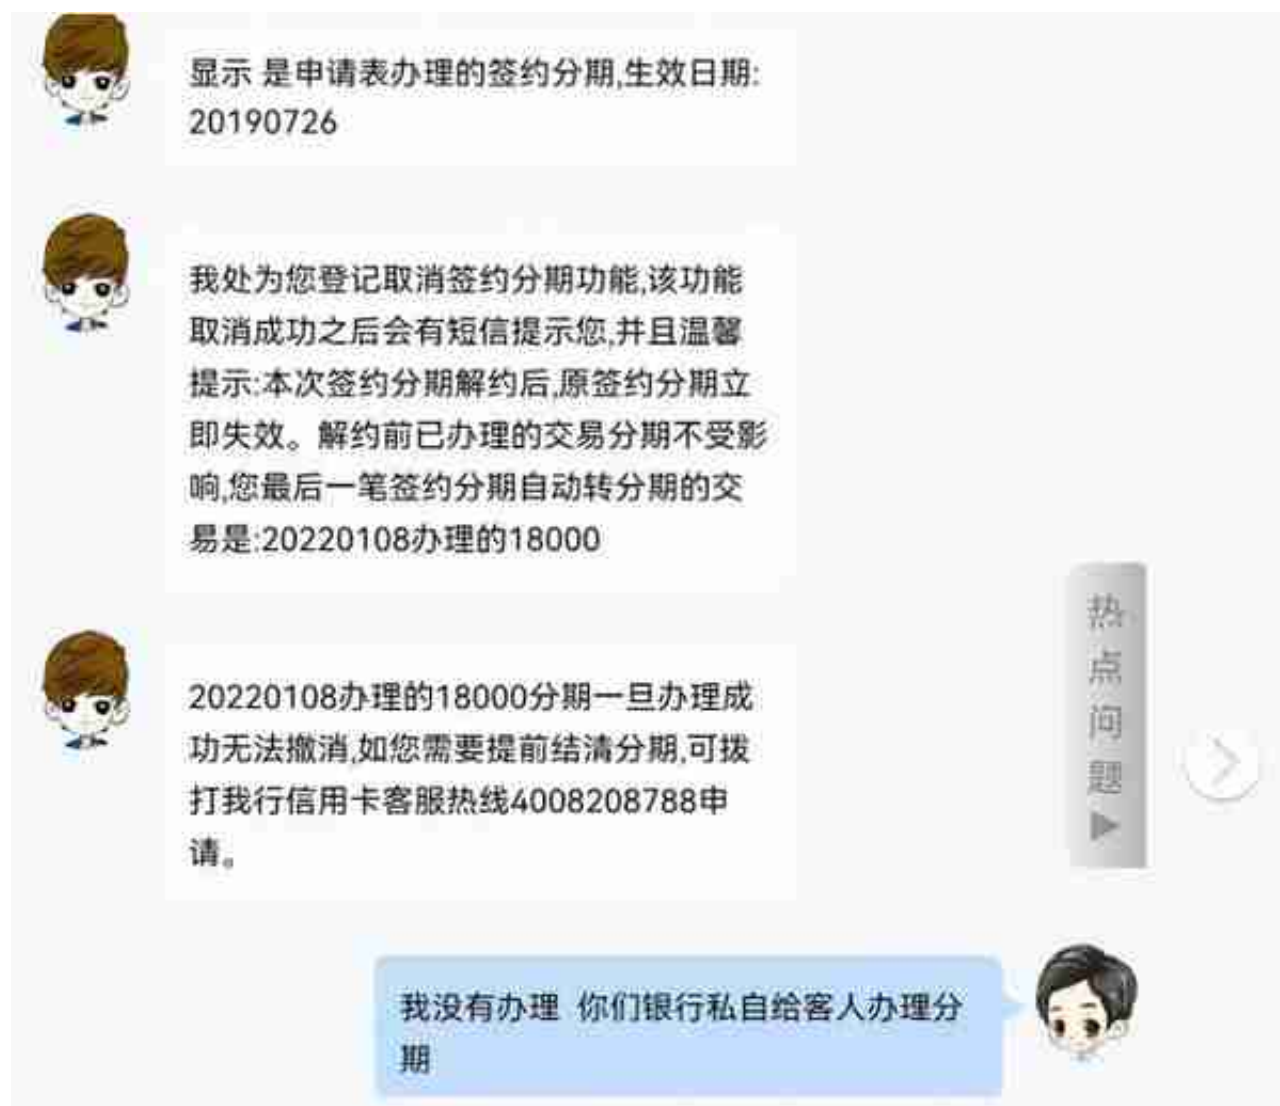 显示 是申请表办理的签约分期,生效日期:
20190726
我处为您登记取消签约分期功能,该功能
取消成功之后会有短信提示您,并且温馨
提示:本次签约分期解约后,原签约分期立
即失效。解约前已办理的交易分期不受影
响,您最后一笔签约分期自动转分期的交
易是:20220108办理的18000
20220108办理的18000分期一旦办理成
功无法撤消,如您需要提前结清分期,可拨
打我行信用卡客服热线4008208788申
请。
热点问题▶
我没有办理 你们银行私自给客人办理分
期